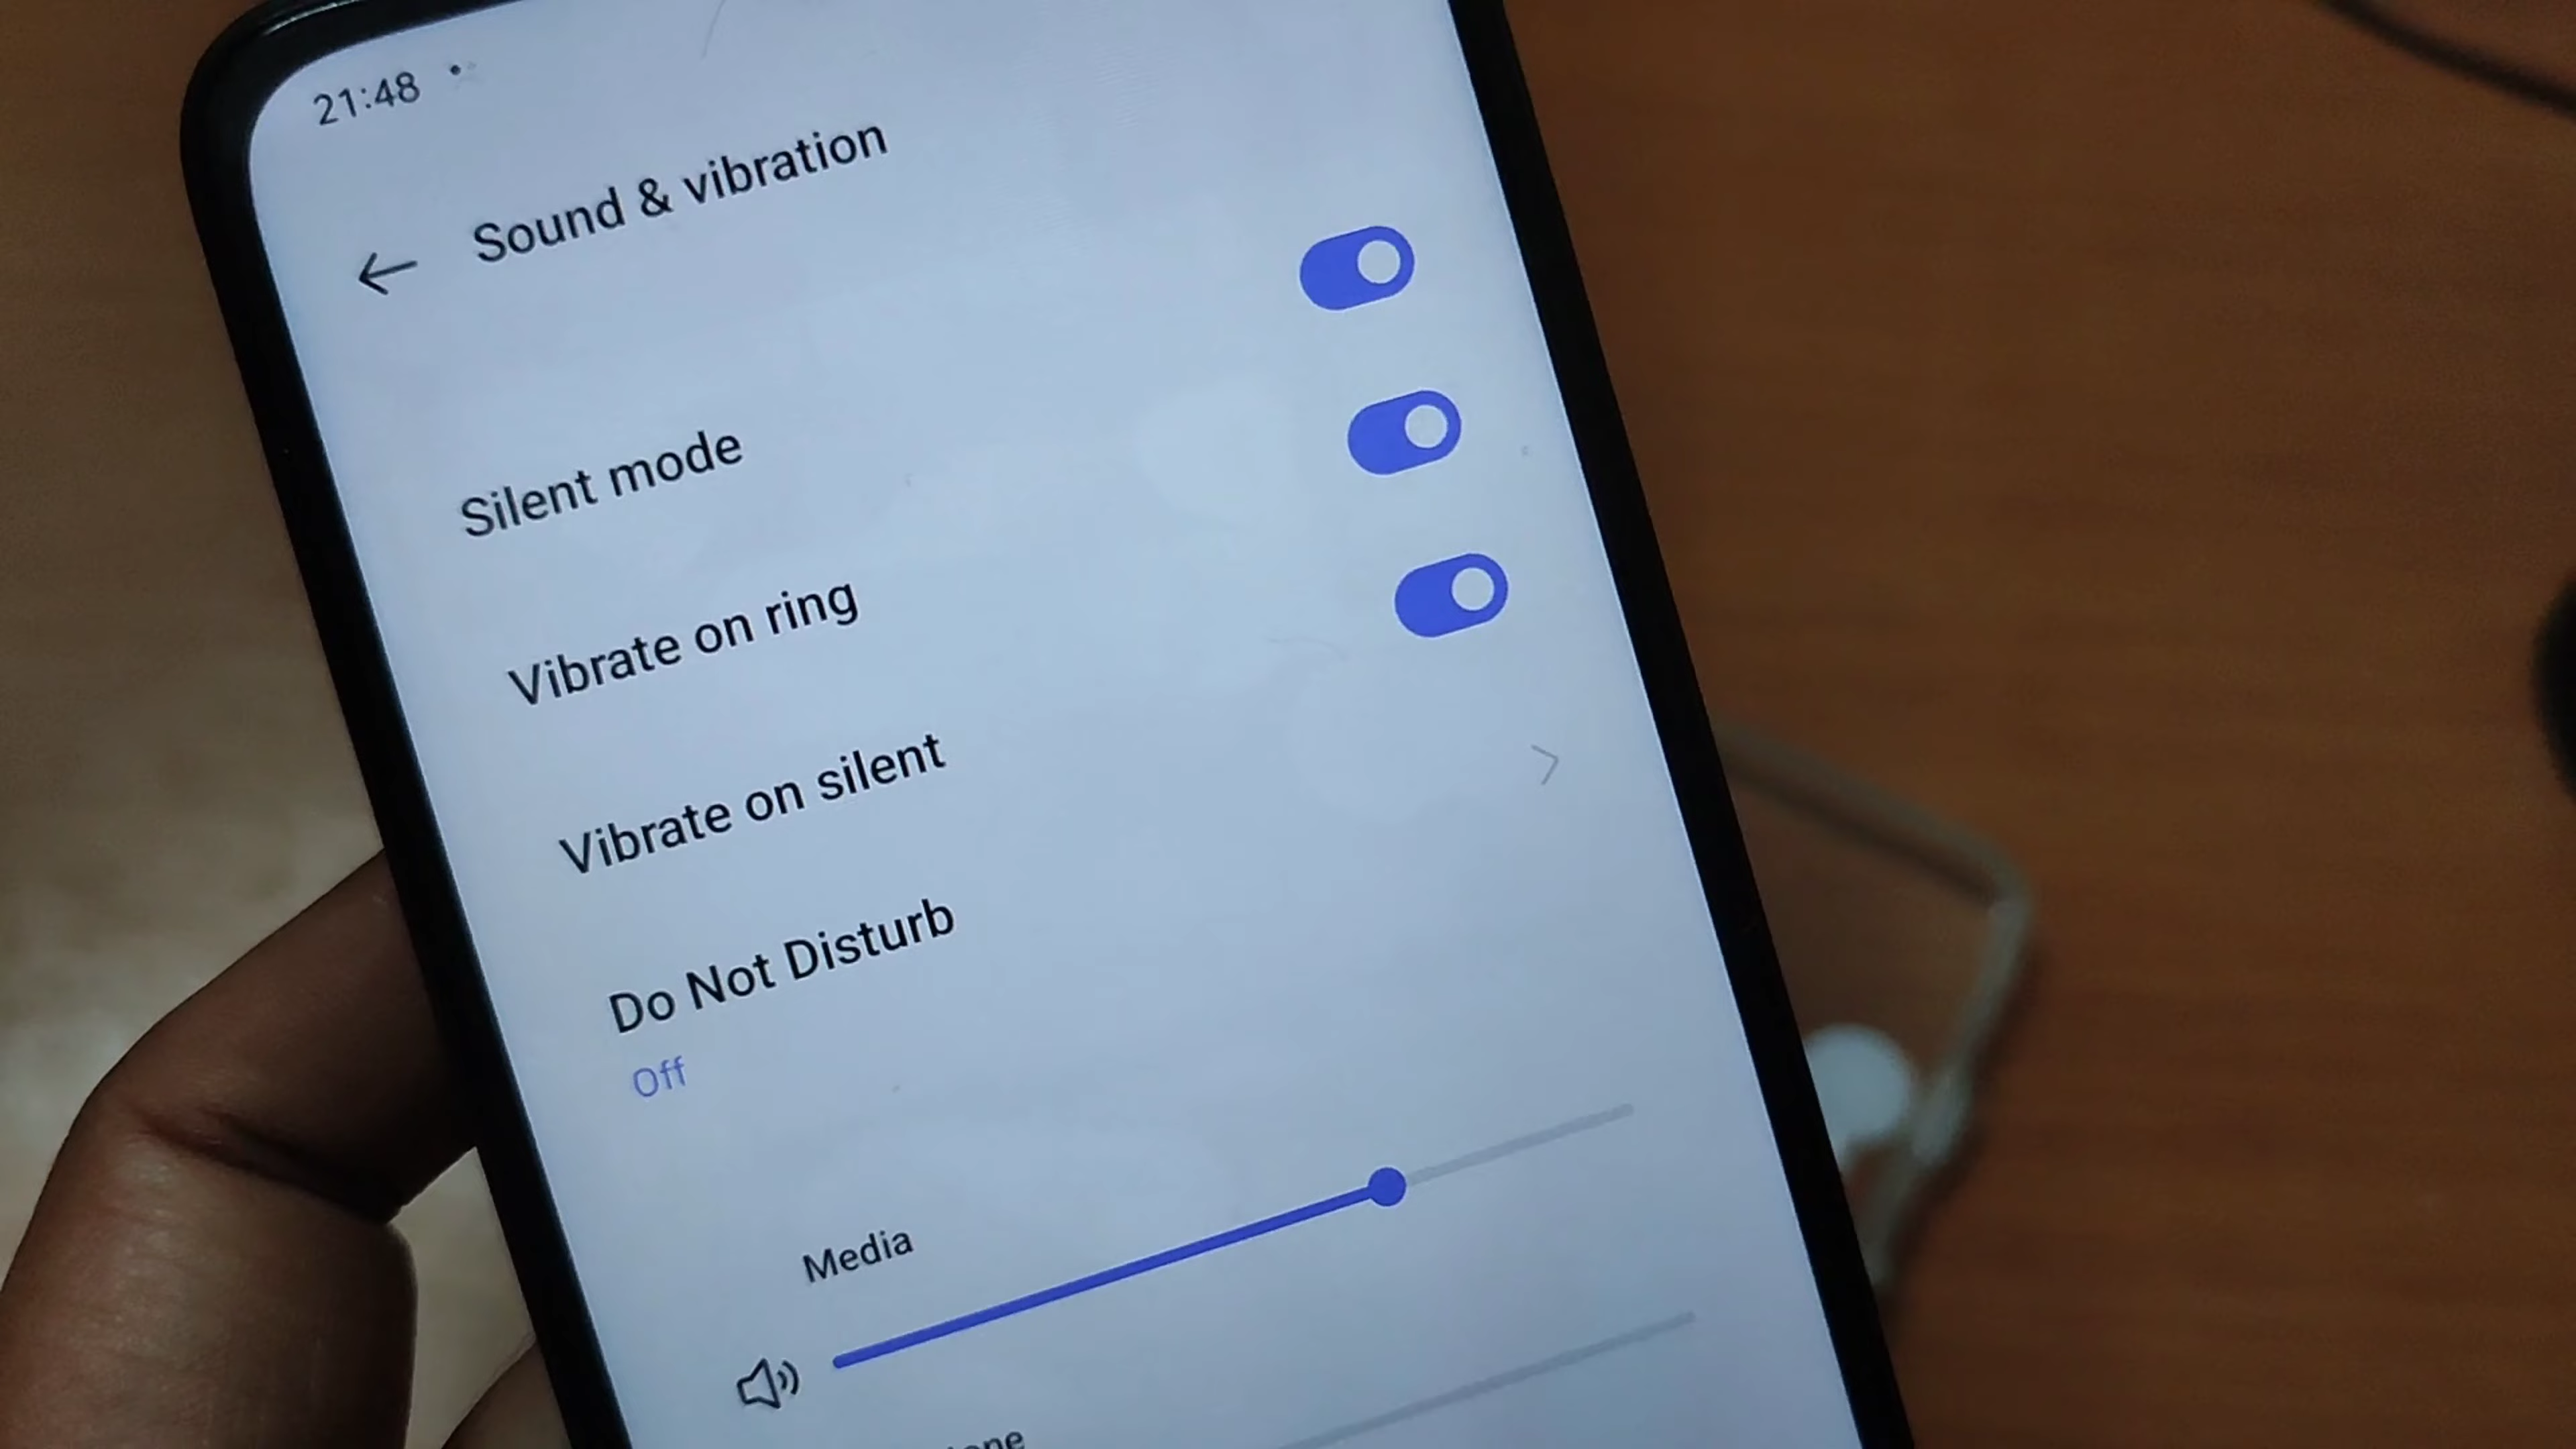 21:48
Sound & vibration
Silent mode
Vibrate on ring
Vibrate on silent
Do Not Disturb
Off
Media